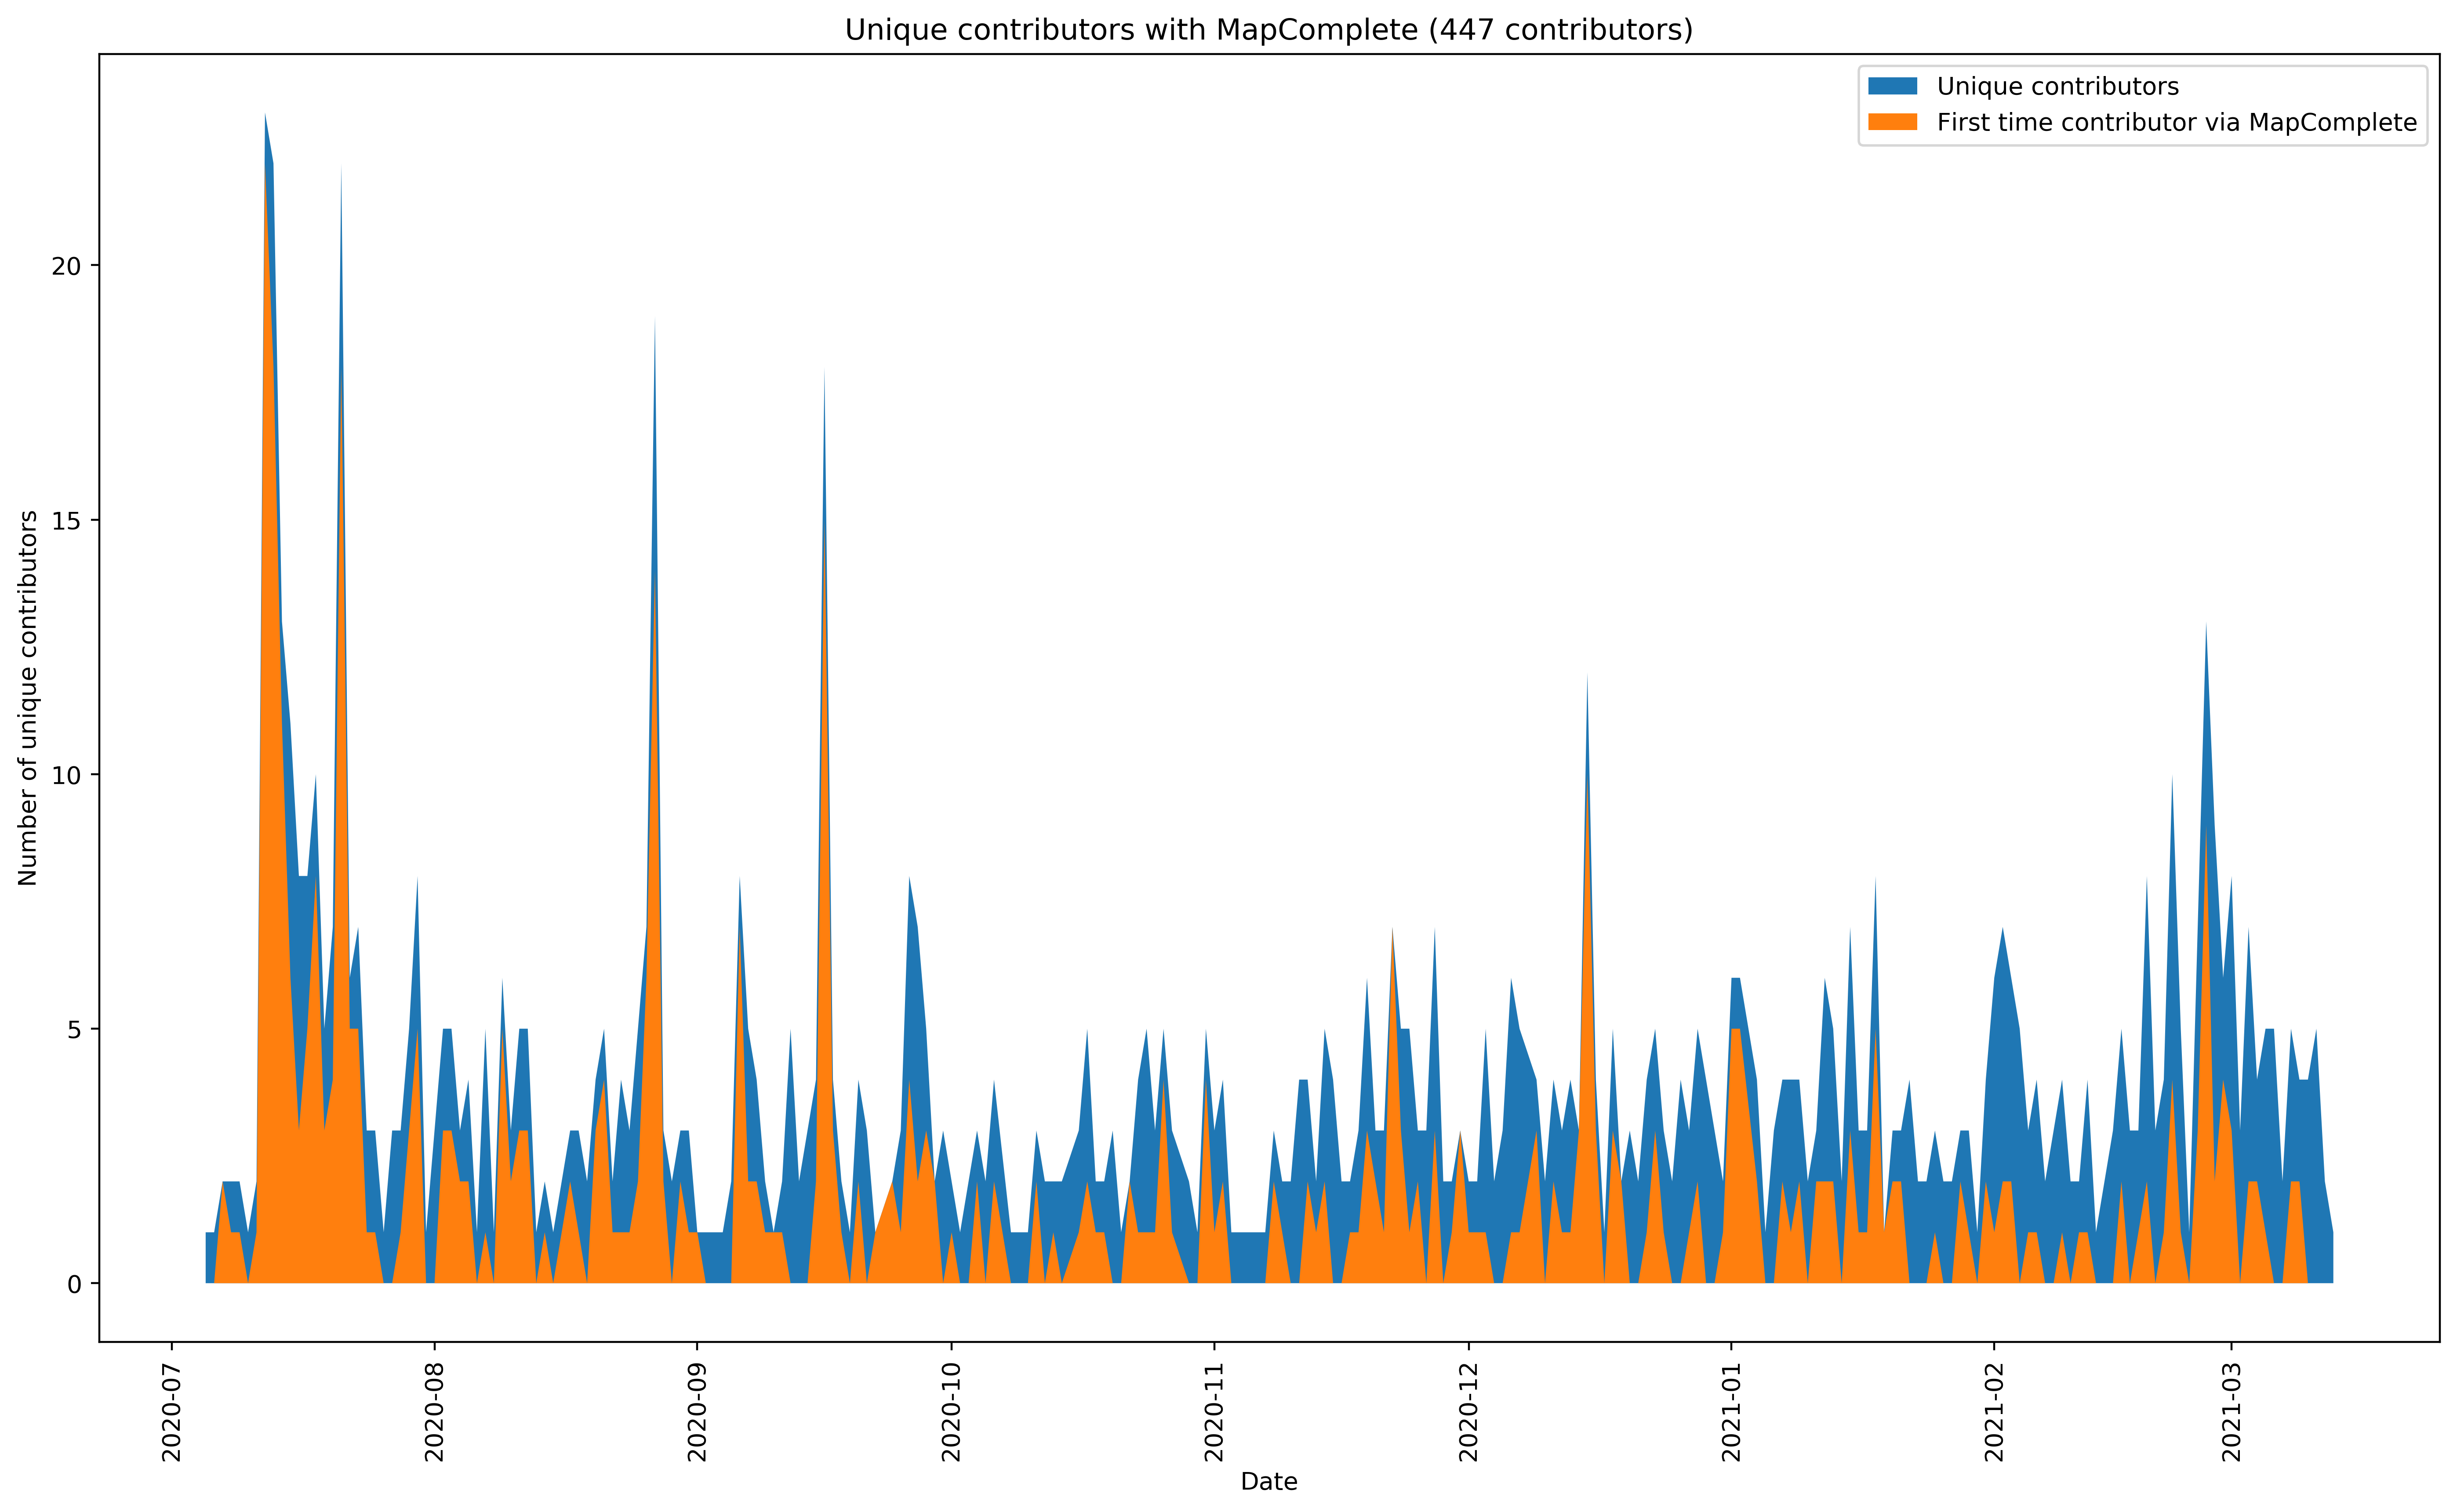 Unique contributors with MapComplete (447 contributors)
Unique contributors
First time contributor via MapComplete
Number of unique contributors
20
15
10
5
0
2020-07
2020-08
2020-09
2020-10
2020-11
2020-12
2021-01
2021-02
2021-03
Date